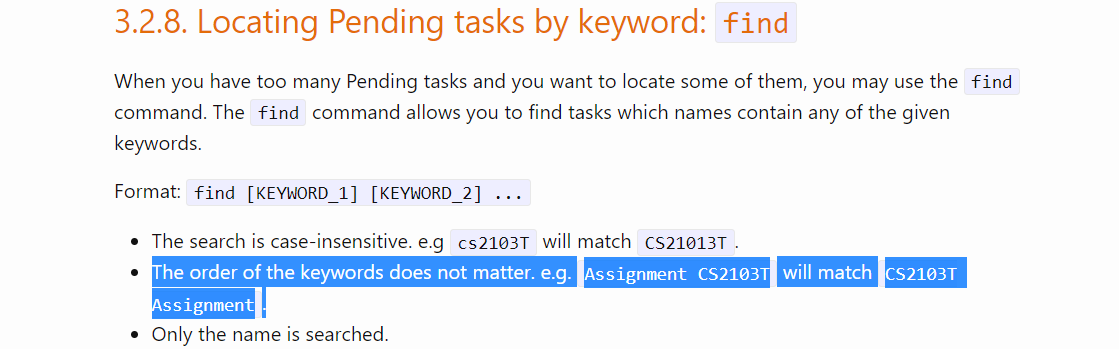 3.2.8. Locating Pending tasks by keyword: find
When you have too many Pending tasks and you want to locate some of them, you may use the find
command. The find command allows you to find tasks which names contain any of the given
keywords.
Format: find [KEYWORD_1] [KEYWORD_2] ...
• The search is case-insensitive. e.g cs2103T will match CS21013T.
• The order of the keywords does not matter. e.g. Assignment CS2103T will match CS2103T
Assignment.
• Only the name is searched.